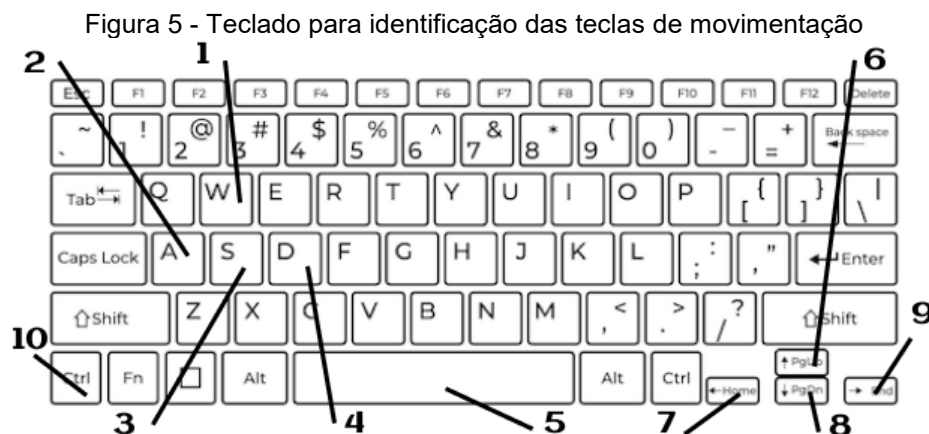 Figura 5 - Teclado para identificação das teclas de movimentação
2 1 6
Esc F1 F2 F3 F4 F5 F6 F7 F8 F9 F10 F11 F12 Delete
~ ! @ # $ % ^ & * ( ) _ + Back space
` 1 2 3 4 5 6 7 8 9 0 - =
Tab Q W E R T Y U I O P { } |
[ ] \
Caps Lock A S D F G H J K L : " Enter
; ,
Shift Z X C V B N M < > ? Shift
, . /
10 9
Ctrl Fn Alt Alt Ctrl Home PgUp PgDn End
3 4 5 7 8